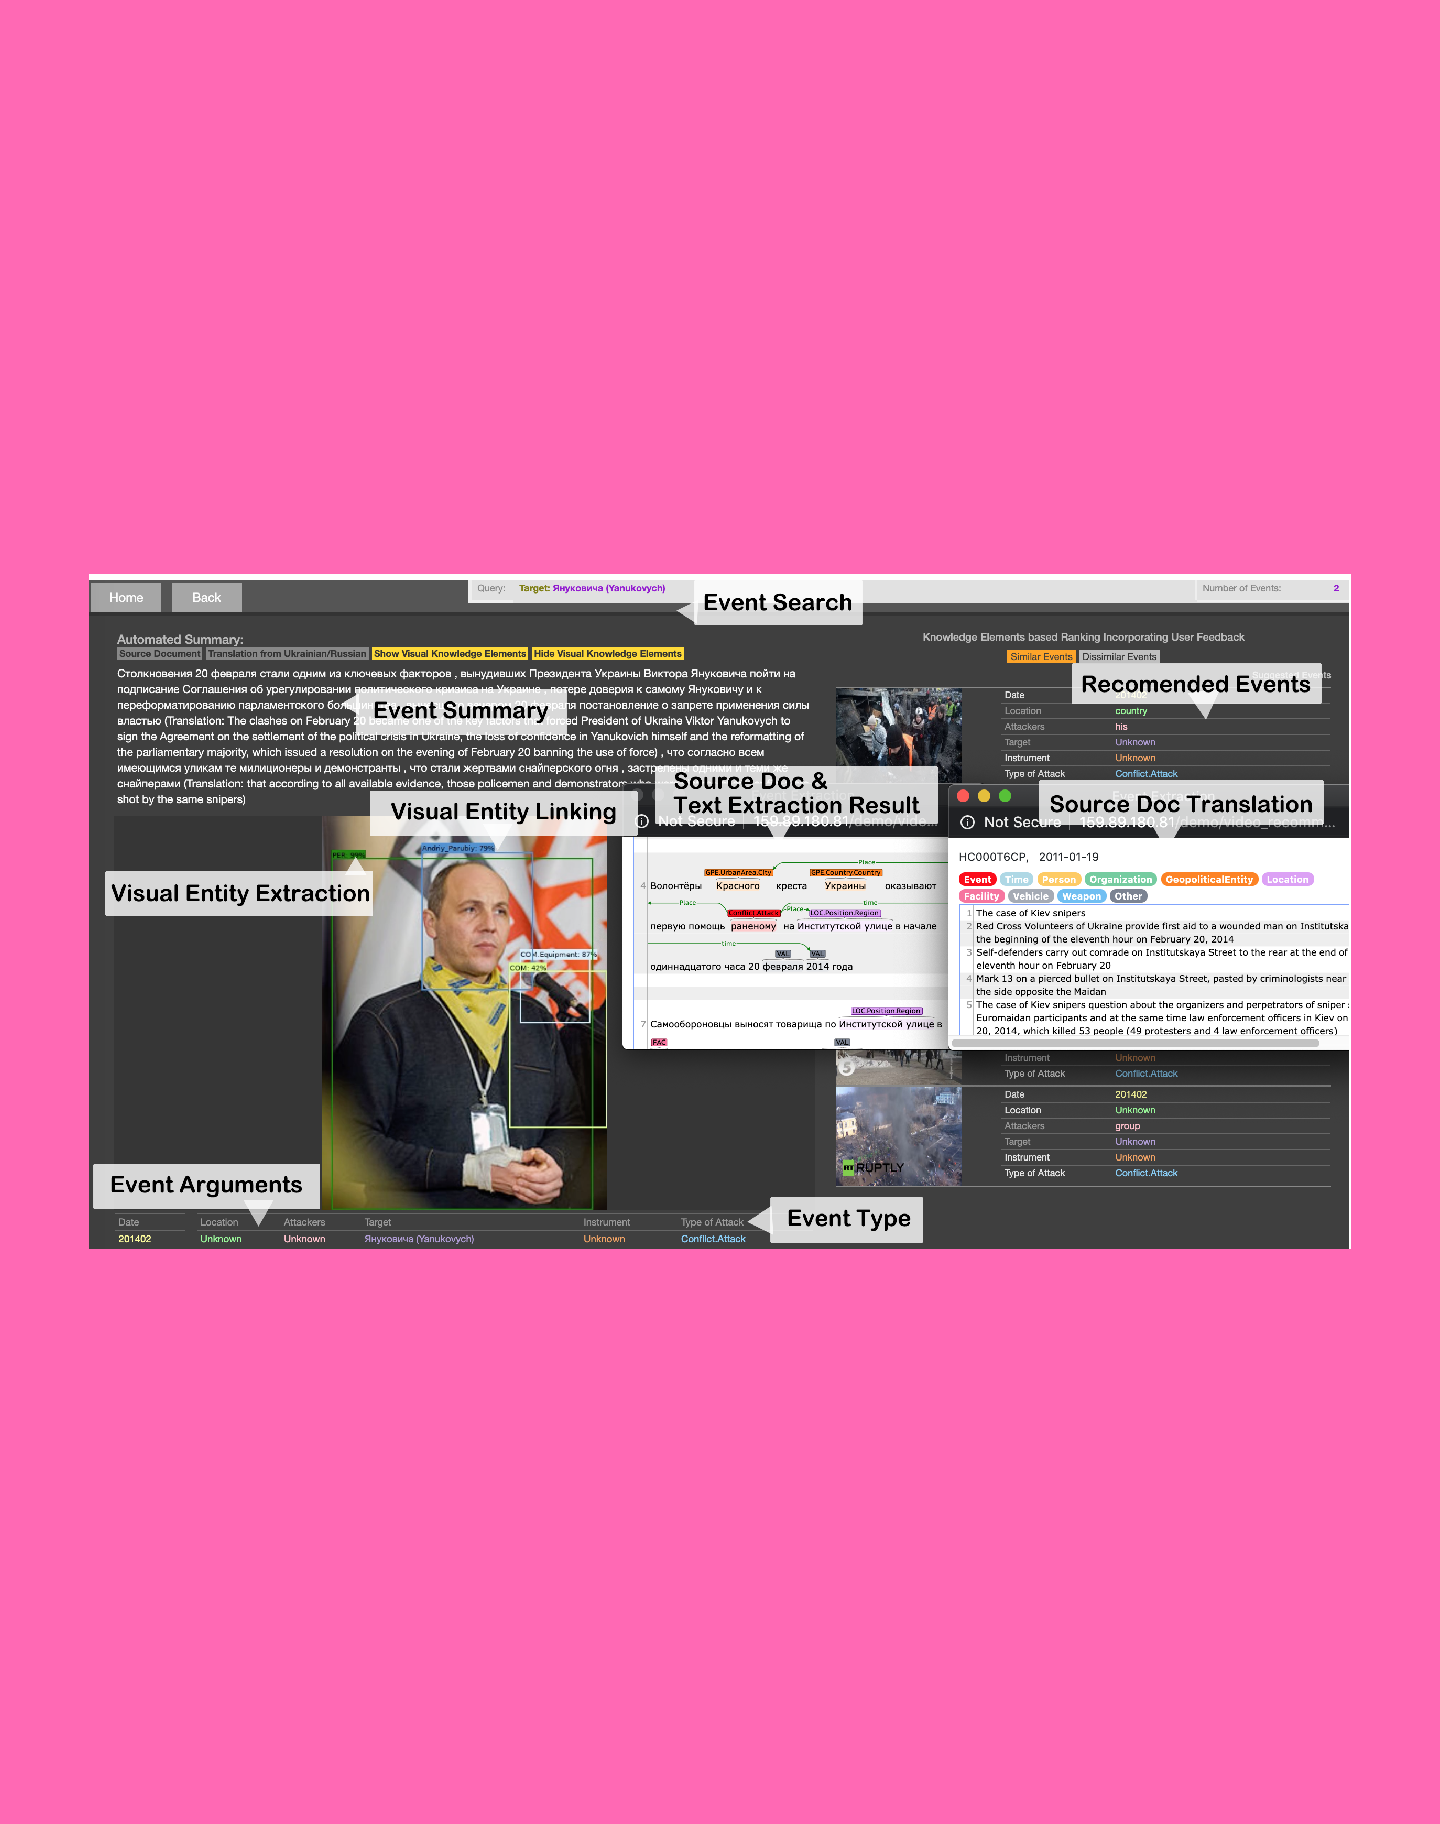 Home
Back
Query: Target: Януковича (Yanukovych)
Event Search
Number of Events: 2
Automated Summary:
Source Document Translation from Ukrainian/Russian Show Visual Knowledge Elements Hide Visual Knowledge Elements
Столкновения 20 февраля стали одним из ключевых факторов , вынудивших Президента Украины Виктора Януковича пойти на
подписание Соглашения об урегулировании политического кризиса на Украине , потере доверия к самому Януковичу и к
переформатированию парламентского февраля постановление о запрете применения силы
властью (Translation: The clashes on February 20 became one of the key factors that forced President of Ukraine Viktor Yanukovych to
sign the Agreement on the settlement of the political crisis in Ukraine, the loss of confidence in Yanukovich himself and the reformatting of
the parliamentary majority, which issued a resolution on the evening of February 20 banning the use of force) , что согласно всем
имеющимся уликам те милиционеры и демонстранты , что стали жертвами снайперского огня , застрелены одними и теми же
снайперами (Translation: that according to all available evidence, those policemen and demonstrators
shot by the same snipers)
Event Summary
Visual Entity Linking
Visual Entity Extraction
Andriy_Parubiy: 79%
COM.Equipment: 87%
COM: 42%
Event Arguments
Date Location Attackers Target Instrument Type of Attack
201402 Unknown Unknown Януковича (Yanukovych) Unknown Conflict.Attack
Event Type
Source Doc &
Text Extraction Result
Not Secure 159.89.180.81/demo/vide...
Place
GPE.UrbanArea.City GPE.Country.Country
4 Волонтёры Красного креста Украины оказывают
Place Place time
Conflict.Attack LOC.Position.Region
первую помощь раненому на Институтской улице в начале
time
VAL VAL
одиннадцатого часа 20 февраля 2014 года
LOC.Position.Region
7 Самообороновцы выносят товарища по Институтской улице в
FAC VAL
Knowledge Elements based Ranking Incorporating User Feedback
Similar Events Dissimilar Events
Suggested Events
Recomended Events
Date 201402
Location country
Attackers his
Target Unknown
Instrument Unknown
Type of Attack Conflict.Attack
Source Doc Translation
Event Extraction
Not Secure 159.89.180.81/demo/video_recomm...
HC000T6CP, 2011-01-19
Event Time Person Organization GeopoliticalEntity Location
Facility Vehicle Weapon Other
1 The case of Kiev snipers
2 Red Cross Volunteers of Ukraine provide first aid to a wounded man on Institutska
the beginning of the eleventh hour on February 20, 2014
3 Self-defenders carry out comrade on Institutskaya Street to the rear at the end of
eleventh hour on February 20
4 Mark 13 on a pierced bullet on Institutskaya Street, pasted by criminologists near
the side opposite the Maidan
5 The case of Kiev snipers question about the organizers and perpetrators of sniper
Euromaidan participants and at the same time law enforcement officers in Kiev on
20, 2014, which killed 53 people (49 protesters and 4 law enforcement officers)
Instrument Unknown
Type of Attack Conflict.Attack
Date 201402
Location Unknown
Attackers group
Target Unknown
Instrument Unknown
Type of Attack Conflict.Attack
RUPTLY